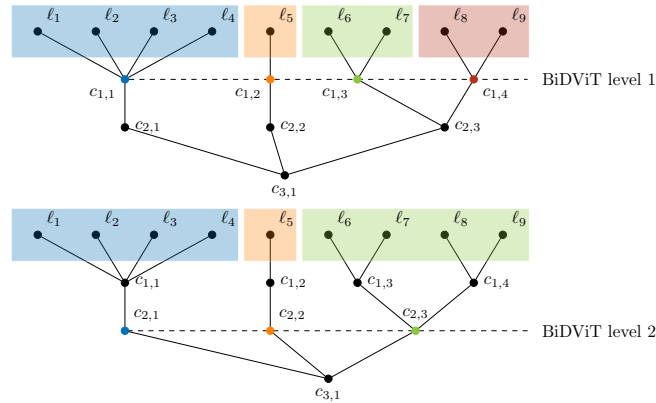 ℓ₁ ℓ₂ ℓ₃ ℓ₄ ℓ₅ ℓ₆ ℓ₇ ℓ₈ ℓ₉
c₁,₁ c₁,₂ c₁,₃ c₁,₄ BiDViT level 1
c₂,₁ c₂,₂ c₂,₃
c₃,₁
ℓ₁ ℓ₂ ℓ₃ ℓ₄ ℓ₅ ℓ₆ ℓ₇ ℓ₈ ℓ₉
c₁,₁ c₁,₂ c₁,₃ c₁,₄
c₂,₁ c₂,₂ c₂,₃
BiDViT level 2
c₃,₁